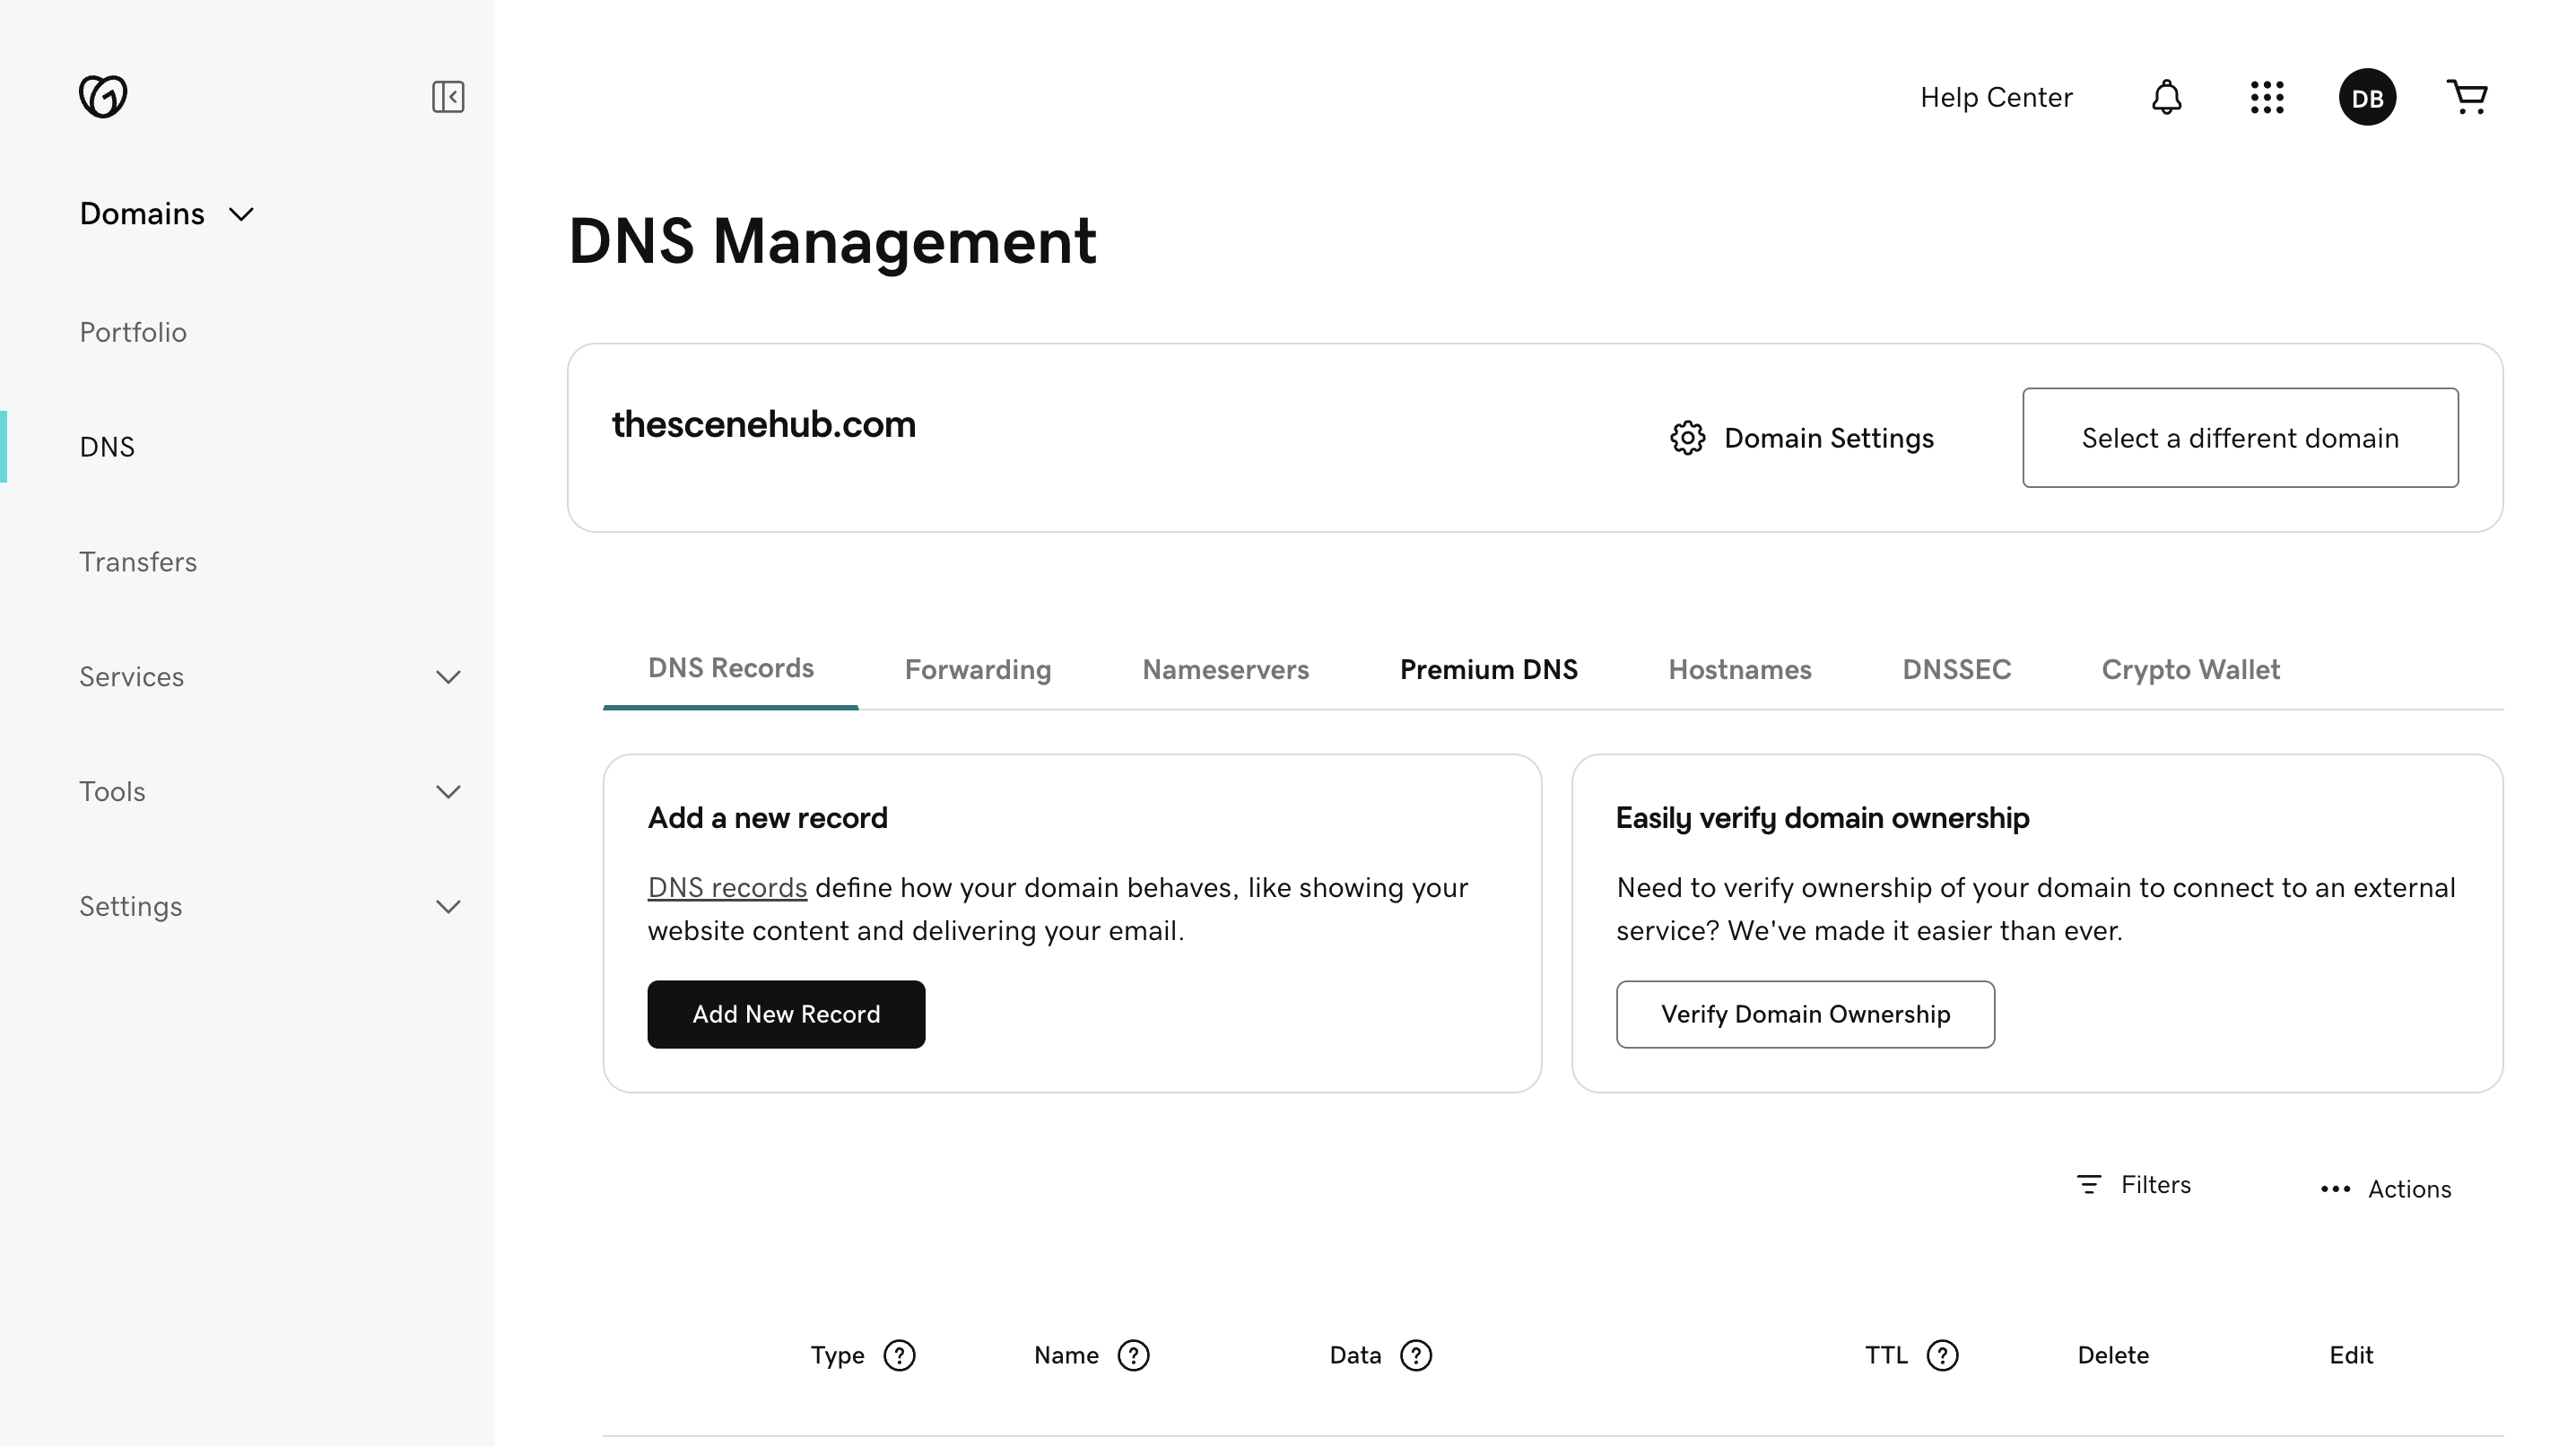 Help Center
DB
Domains
Portfolio
DNS
Transfers
Services
Tools
Settings
DNS Management
thescenehub.com
Domain Settings
Select a different domain
DNS Records
Forwarding
Nameservers
Premium DNS
Hostnames
DNSSEC
Crypto Wallet
Add a new record
DNS records define how your domain behaves, like showing your
website content and delivering your email.
Add New Record
Easily verify domain ownership
Need to verify ownership of your domain to connect to an external
service? We've made it easier than ever.
Verify Domain Ownership
Filters
Actions
Type ?
Name ?
Data ?
TTL ?
Delete
Edit